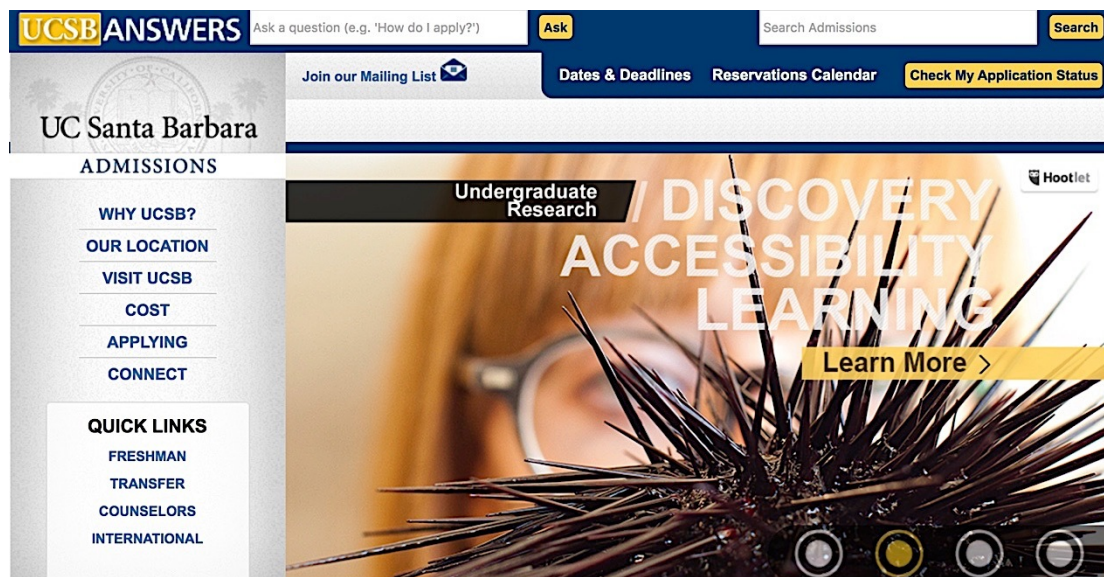 UCSB ANSWERS
Ask a question (e.g. 'How do I apply?')
Ask
Search Admissions
Search
Join our Mailing List
Dates & Deadlines
Reservations Calendar
Check My Application Status
UC Santa Barbara
ADMISSIONS
WHY UCSB?
OUR LOCATION
VISIT UCSB
COST
APPLYING
CONNECT
QUICK LINKS
FRESHMAN
TRANSFER
COUNSELORS
INTERNATIONAL
Undergraduate
Research
/ DISCOVERY
ACCESSIBILITY
LEARNING
Learn More >
Hootlet